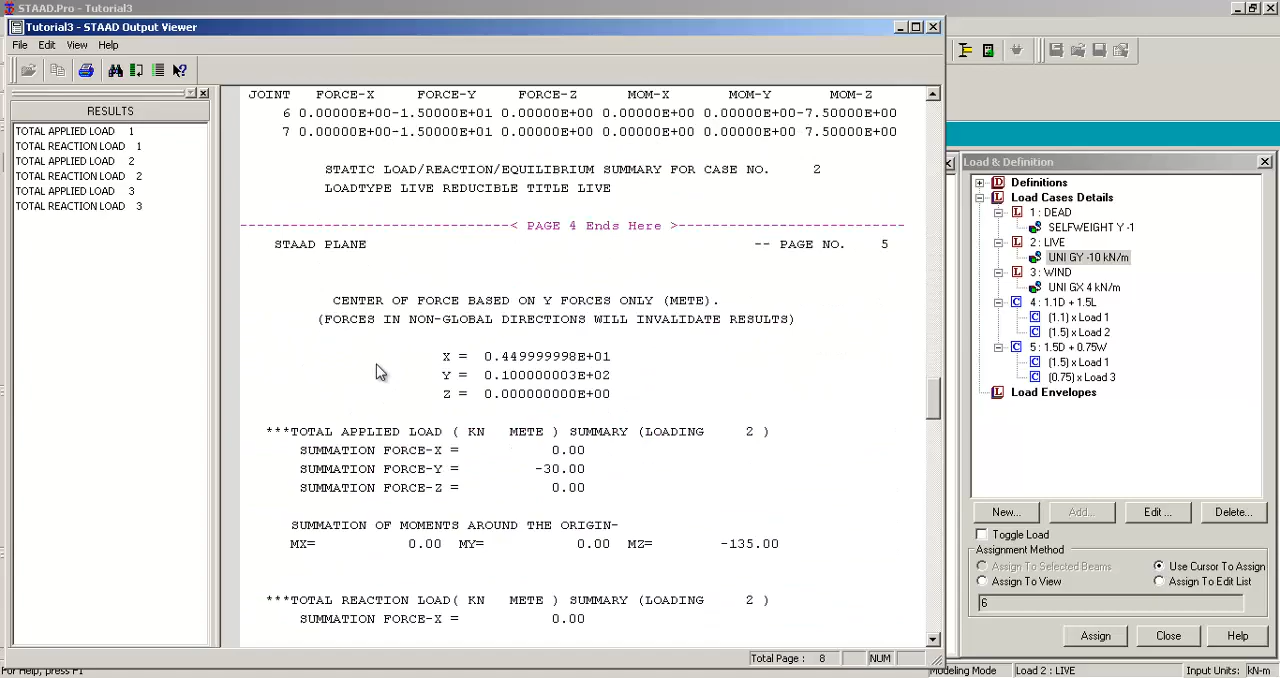 STAAD.Pro - Tutorial3
Tutorial3 - STAAD Output Viewer
File Edit View Help
RESULTS
TOTAL APPLIED LOAD 1
TOTAL REACTION LOAD 1
TOTAL APPLIED LOAD 2
TOTAL REACTION LOAD 2
TOTAL APPLIED LOAD 3
TOTAL REACTION LOAD 3
JOINT FORCE-X FORCE-Y FORCE-Z MOM-X MOM-Y MOM-Z
6 0.00000E+00-1.50000E+01 0.00000E+00 0.00000E+00 0.00000E+00-7.50000E+00
7 0.00000E+00-1.50000E+01 0.00000E+00 0.00000E+00 0.00000E+00 7.50000E+00
STATIC LOAD/REACTION/EQUILIBRIUM SUMMARY FOR CASE NO. 2
LOADTYPE LIVE REDUCIBLE TITLE LIVE
----------------------------------< PAGE 4 Ends Here >---------------------------
STAAD PLANE -- PAGE NO. 5
CENTER OF FORCE BASED ON Y FORCES ONLY (METE).
(FORCES IN NON-GLOBAL DIRECTIONS WILL INVALIDATE RESULTS)
X = 0.449999998E+01
Y = 0.100000003E+02
Z = 0.000000000E+00
***TOTAL APPLIED LOAD ( KN METE ) SUMMARY (LOADING 2 )
SUMMATION FORCE-X = 0.00
SUMMATION FORCE-Y = -30.00
SUMMATION FORCE-Z = 0.00
SUMMATION OF MOMENTS AROUND THE ORIGIN-
MX= 0.00 MY= 0.00 MZ= -135.00
***TOTAL REACTION LOAD( KN METE ) SUMMARY (LOADING 2 )
SUMMATION FORCE-X = 0.00
Total Page : 8 NUM
Load & Definition
D Definitions
L Load Cases Details
L 1 : DEAD
SELFWEIGHT Y -1
L 2 : LIVE
UNI GY -10 kN/m
L 3 : WIND
UNI GX 4 kN/m
C 4 : 1.1D + 1.5L
C (1.1) x Load 1
C (1.5) x Load 2
C 5 : 1.5D + 0.75W
C (1.5) x Load 1
C (0.75) x Load 3
L Load Envelopes
New... Add... Edit ... Delete...
Toggle Load
Assignment Method
Assign To Selected Beams Use Cursor To Assign
Assign To View Assign To Edit List
6
Assign Close Help
For Help, press F1 Modeling Mode Load 2 : LIVE Input Units: kN-m